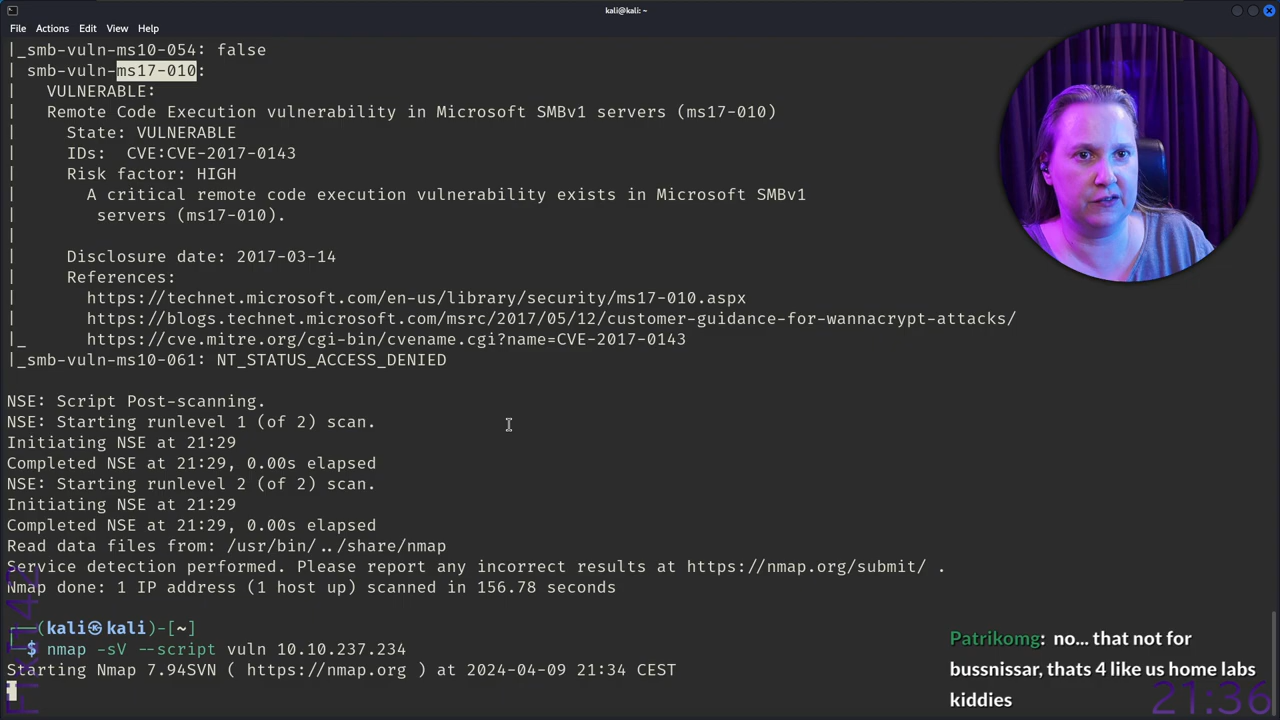 kali@kali: ~
File Actions Edit View Help
|_smb-vuln-ms10-054: false
| smb-vuln-ms17-010:
|   VULNERABLE:
|   Remote Code Execution vulnerability in Microsoft SMBv1 servers (ms17-010)
|     State: VULNERABLE
|     IDs:  CVE:CVE-2017-0143
|     Risk factor: HIGH
|       A critical remote code execution vulnerability exists in Microsoft SMBv1
|        servers (ms17-010).
|
|     Disclosure date: 2017-03-14
|     References:
|       https://technet.microsoft.com/en-us/library/security/ms17-010.aspx
|       https://blogs.technet.microsoft.com/msrc/2017/05/12/customer-guidance-for-wannacrypt-attacks/
|_      https://cve.mitre.org/cgi-bin/cvename.cgi?name=CVE-2017-0143
|_smb-vuln-ms10-061: NT_STATUS_ACCESS_DENIED
NSE: Script Post-scanning.
NSE: Starting runlevel 1 (of 2) scan.
Initiating NSE at 21:29
Completed NSE at 21:29, 0.00s elapsed
NSE: Starting runlevel 2 (of 2) scan.
Initiating NSE at 21:29
Completed NSE at 21:29, 0.00s elapsed
Read data files from: /usr/bin/../share/nmap
Service detection performed. Please report any incorrect results at https://nmap.org/submit/ .
Nmap done: 1 IP address (1 host up) scanned in 156.78 seconds
┌──(kali㉿kali)-[~]
└─$ nmap -sV --script vuln 10.10.237.234
Starting Nmap 7.94SVN ( https://nmap.org ) at 2024-04-09 21:34 CEST
Patrikomg: no... that not for
bussnissar, thats 4 like us home labs
kiddies
21:36